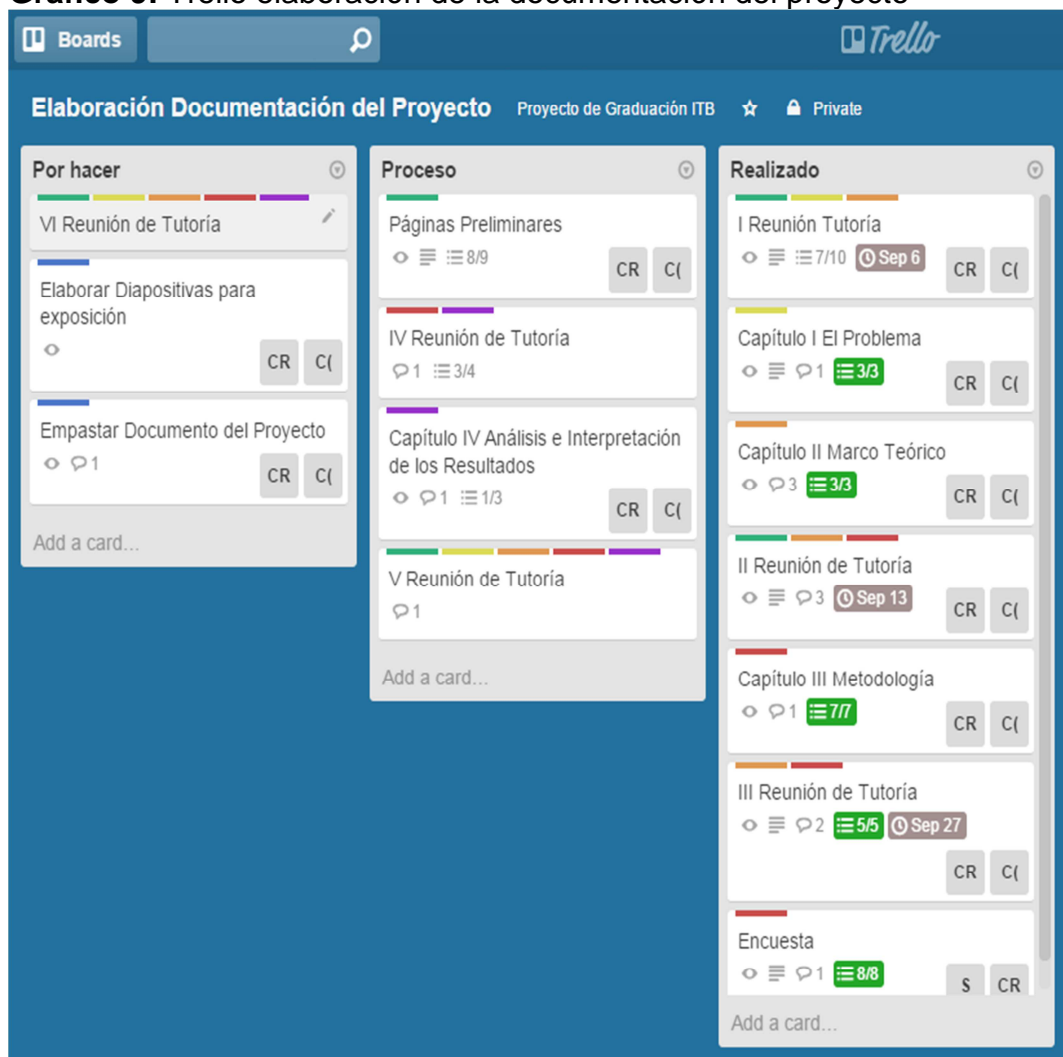 Boards
Trello
Elaboración Documentación del Proyecto Proyecto de Graduación ITB Private
Por hacer
VI Reunión de Tutoría
Elaborar Diapositivas para
exposición
CR C(
Empastar Documento del Proyecto
1
CR C(
Add a card...
Proceso
Páginas Preliminares
8/9
CR C(
IV Reunión de Tutoría
1 3/4
Capítulo IV Análisis e Interpretación
de los Resultados
1 1/3
CR C(
V Reunión de Tutoría
1
Add a card...
Realizado
I Reunión Tutoría
7/10 Sep 6
CR C(
Capítulo I El Problema
1 3/3
CR C(
Capítulo II Marco Teórico
3 3/3
CR C(
II Reunión de Tutoría
3 Sep 13
CR C(
Capítulo III Metodología
1 7/7
CR C(
III Reunión de Tutoría
2 5/5 Sep 27
CR C(
Encuesta
1 8/8
S CR
Add a card...